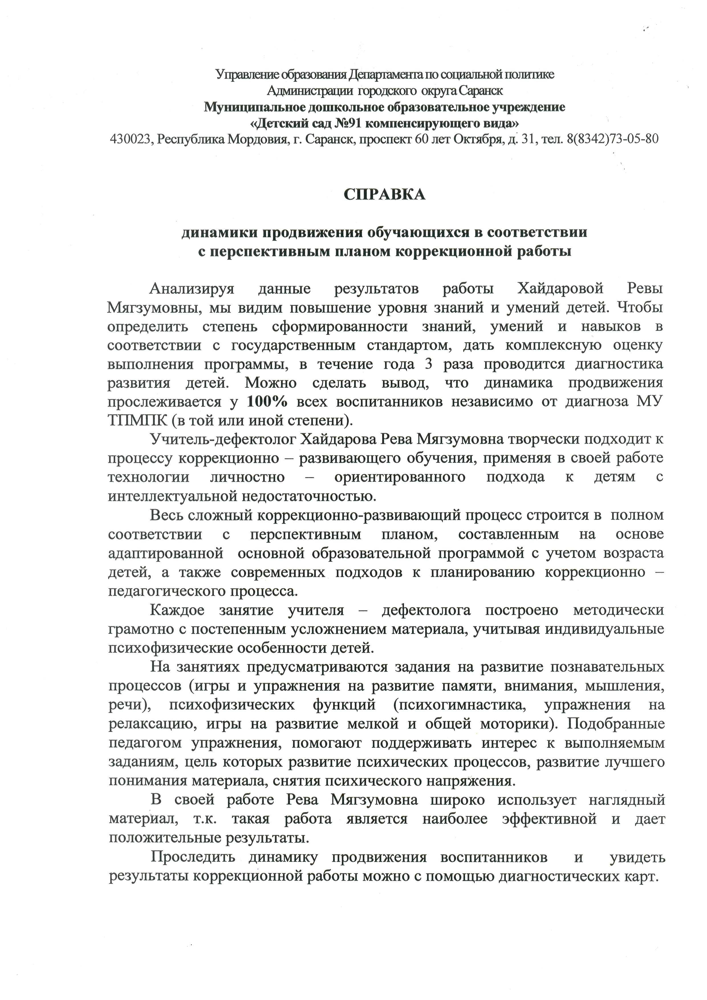 Управление образования Департамента по социальной политике
Администрации городского округа Саранск
Муниципальное дошкольное образовательное учреждение
«Детский сад №91 компенсирующего вида»
430023, Республика Мордовия, г. Саранск, проспект 60 лет Октября, д. 31, тел. 8(8342)73-05-80
СПРАВКА
динамики продвижения обучающихся в соответствии
с перспективным планом коррекционной работы
Анализируя данные результатов работы Хайдаровой Ревы
Мягзумовны, мы видим повышение уровня знаний и умений детей. Чтобы
определить степень сформированности знаний, умений и навыков в
соответствии с государственным стандартом, дать комплексную оценку
выполнения программы, в течение года 3 раза проводится диагностика
развития детей. Можно сделать вывод, что динамика продвижения
прослеживается у 100% всех воспитанников независимо от диагноза МУ
ТПМПК (в той или иной степени).
Учитель-дефектолог Хайдарова Рева Мягзумовна творчески подходит к
процессу коррекционно – развивающего обучения, применяя в своей работе
технологии личностно – ориентированного подхода к детям с
интеллектуальной недостаточностью.
Весь сложный коррекционно-развивающий процесс строится в полном
соответствии с перспективным планом, составленным на основе
адаптированной основной образовательной программой с учетом возраста
детей, а также современных подходов к планированию коррекционно –
педагогического процесса.
Каждое занятие учителя – дефектолога построено методически
грамотно с постепенным усложнением материала, учитывая индивидуальные
психофизические особенности детей.
На занятиях предусматриваются задания на развитие познавательных
процессов (игры и упражнения на развитие памяти, внимания, мышления,
речи), психофизических функций (психогимнастика, упражнения на
релаксацию, игры на развитие мелкой и общей моторики). Подобранные
педагогом упражнения, помогают поддерживать интерес к выполняемым
заданиям, цель которых развитие психических процессов, развитие лучшего
понимания материала, снятия психического напряжения.
В своей работе Рева Мягзумовна широко использует наглядный
материал, т.к. такая работа является наиболее эффективной и дает
положительные результаты.
Проследить динамику продвижения воспитанников и увидеть
результаты коррекционной работы можно с помощью диагностических карт.